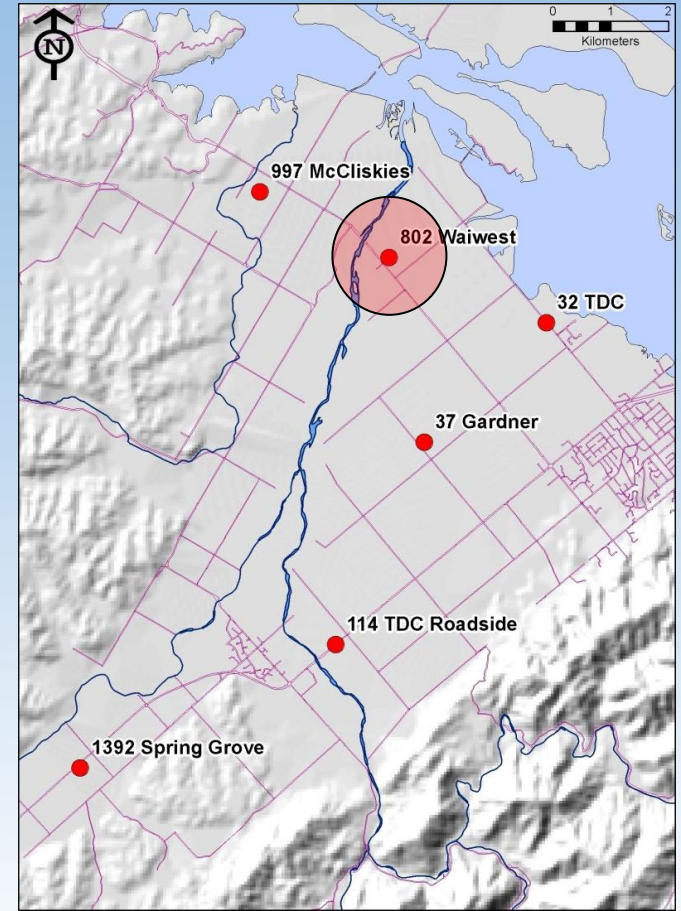 N
0 1 2
Kilometers
997 McCliskies
802 Waiwest
32 TDC
37 Gardner
114 TDC Roadside
1392 Spring Grove